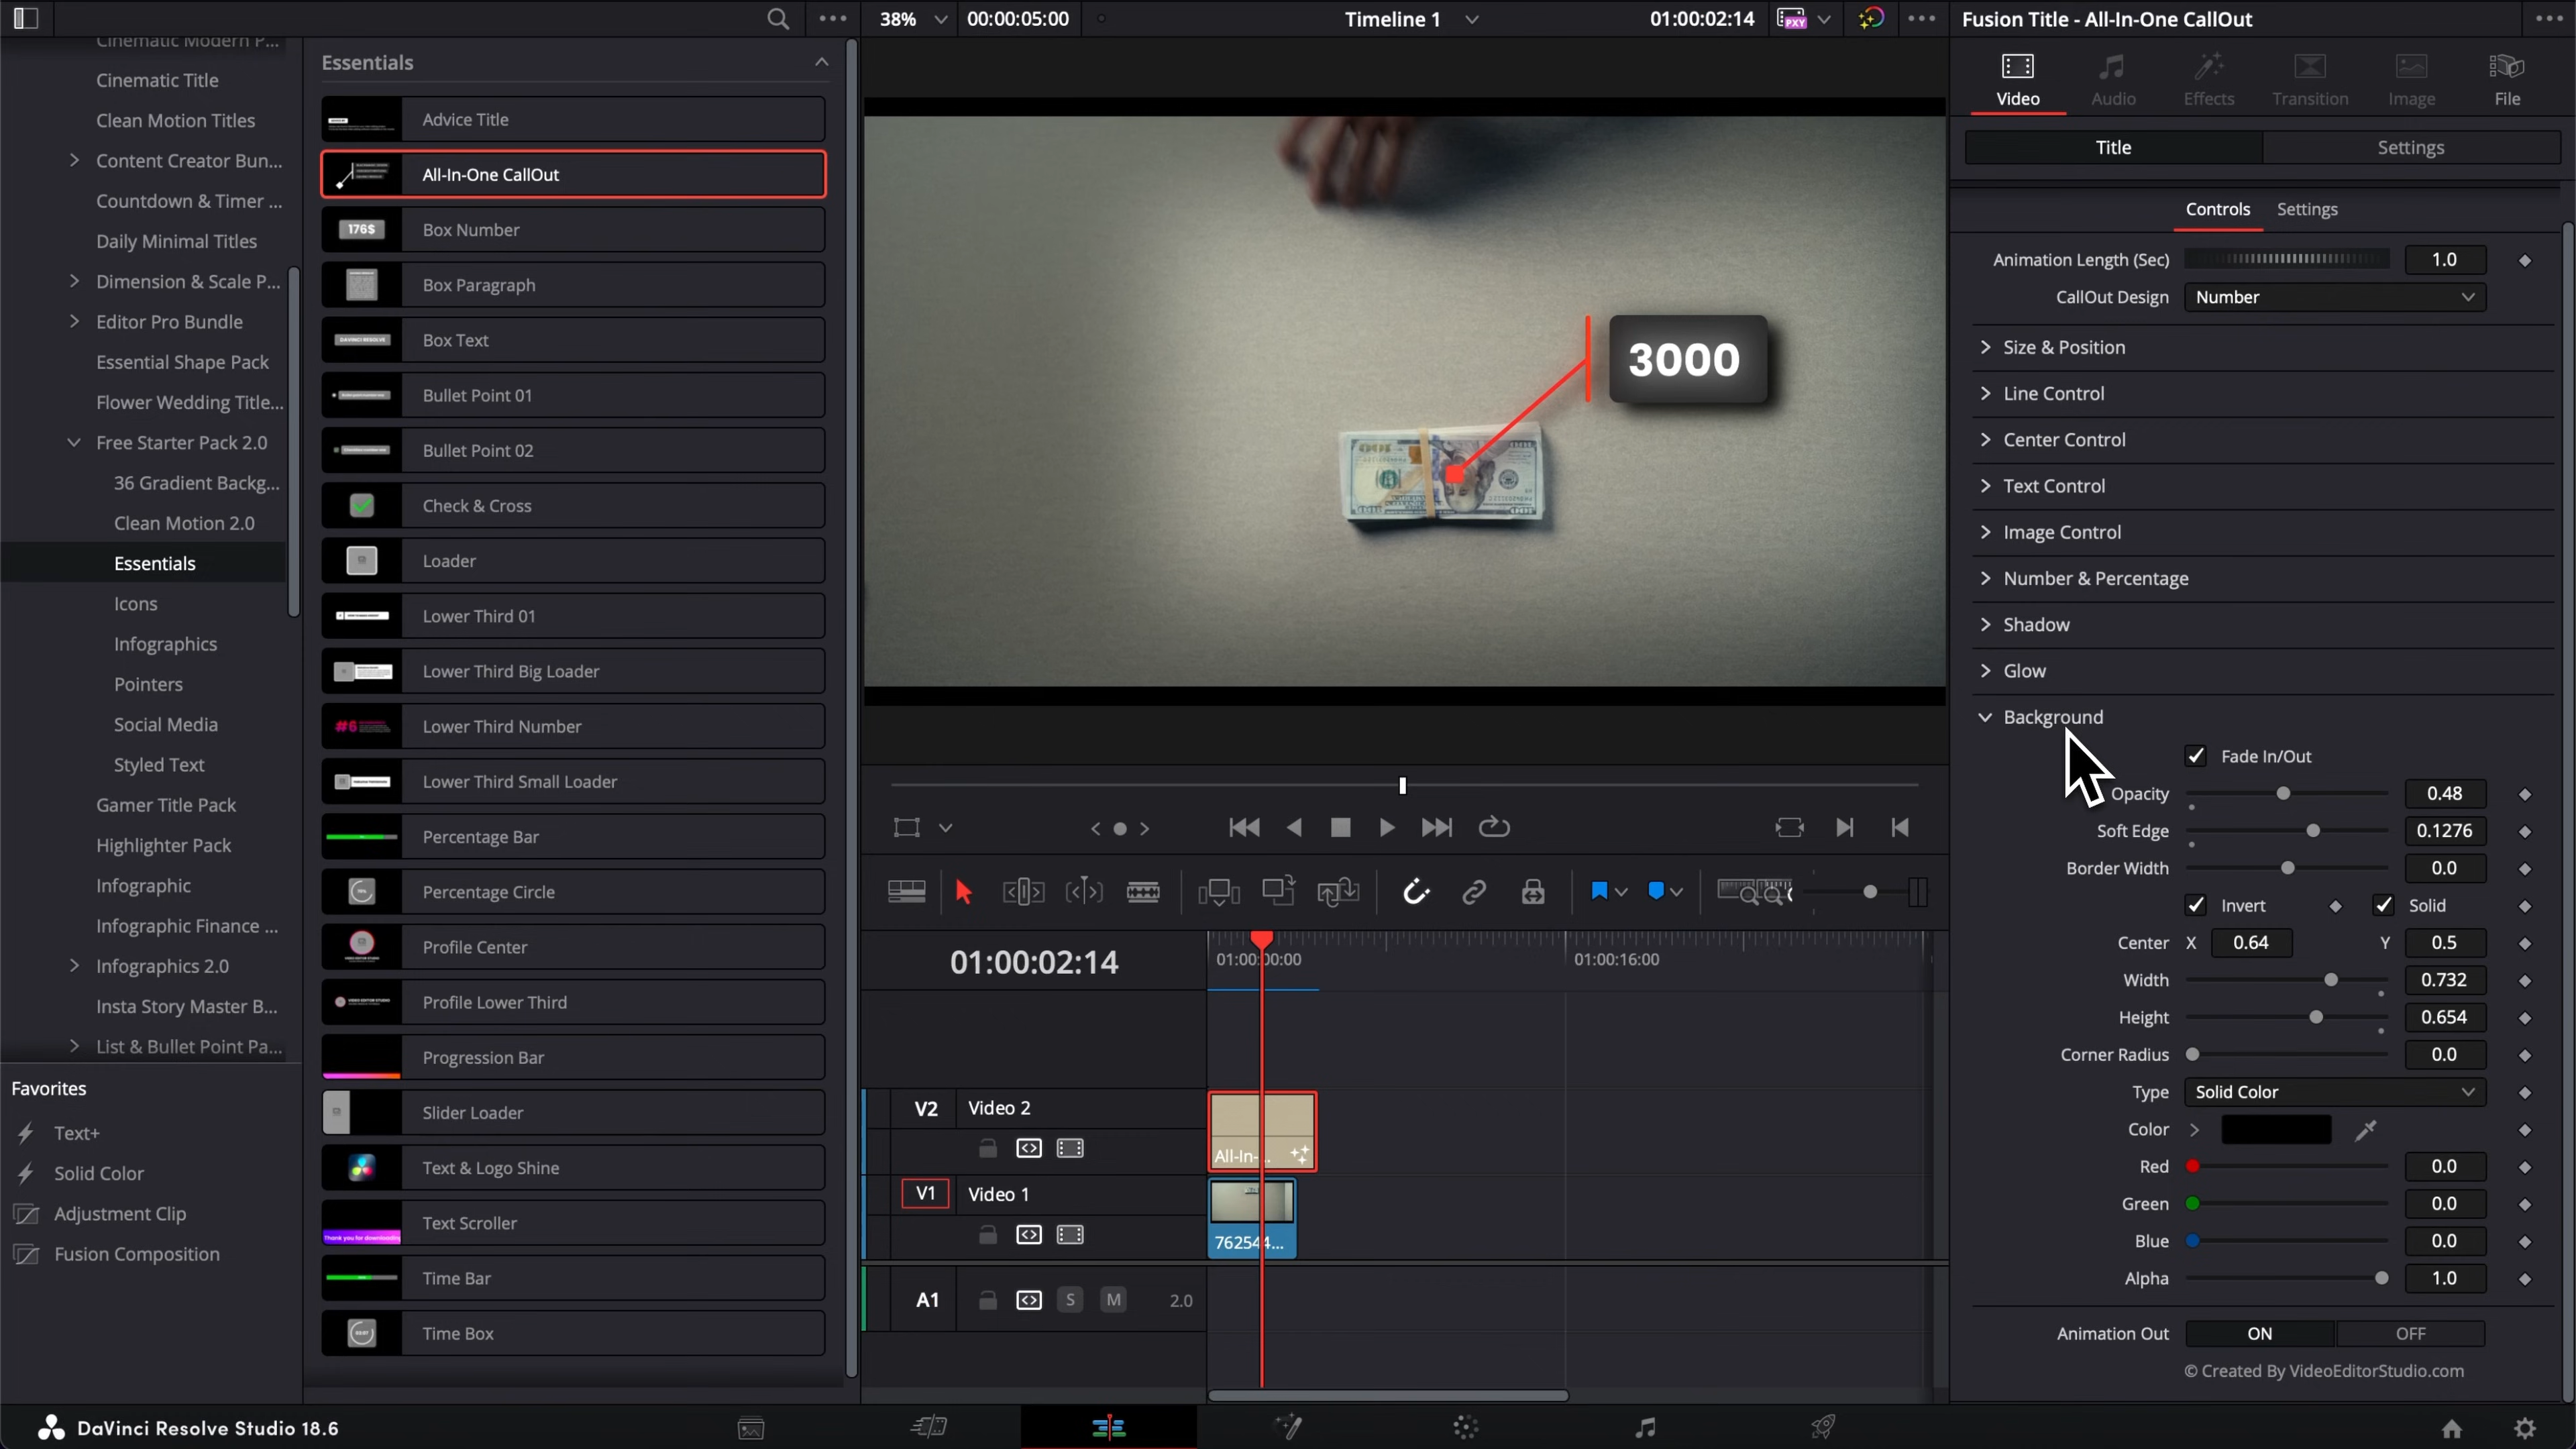 38%
00:00:05:00
Timeline 1
01:00:02:14
PXY
Fusion Title - All-In-One CallOut
Cinematic Modern P...
Cinematic Title
Clean Motion Titles
Content Creator Bun...
Countdown & Timer ...
Daily Minimal Titles
Dimension & Scale P...
Editor Pro Bundle
Essential Shape Pack
Flower Wedding Title...
Free Starter Pack 2.0
36 Gradient Backg...
Clean Motion 2.0
Essentials
Icons
Infographics
Pointers
Social Media
Styled Text
Gamer Title Pack
Highlighter Pack
Infographic
Infographic Finance ...
Infographics 2.0
Insta Story Master B...
List & Bullet Point Pa...
Favorites
Text+
Solid Color
Adjustment Clip
Fusion Composition
Essentials
Advice Title
All-In-One CallOut
176$
Box Number
Box Paragraph
DAVINCI RESOLVE
Box Text
Bullet Point 01
Bullet Point 02
Check & Cross
Loader
Lower Third 01
Lower Third Big Loader
#6
Lower Third Number
Lower Third Small Loader
Percentage Bar
Percentage Circle
Profile Center
Profile Lower Third
Progression Bar
Slider Loader
Text & Logo Shine
Thank you for downloading
Text Scroller
Time Bar
Time Box
3000
100
01:00:02:14
01:00:00:00
01:00:16:00
V2
Video 2
All-In-...
V1
Video 1
762544...
A1
S
M
2.0
Video
Audio
Effects
Transition
Image
File
Title
Settings
Controls
Settings
Animation Length (Sec)
1.0
CallOut Design
Number
Size & Position
Line Control
Center Control
Text Control
Image Control
Number & Percentage
Shadow
Glow
Background
Fade In/Out
Opacity
0.48
Soft Edge
0.1276
Border Width
0.0
Invert
Solid
Center
X
0.64
Y
0.5
Width
0.732
Height
0.654
Corner Radius
0.0
Type
Solid Color
Color
Red
0.0
Green
0.0
Blue
0.0
Alpha
1.0
Animation Out
ON
OFF
© Created By VideoEditorStudio.com
DaVinci Resolve Studio 18.6